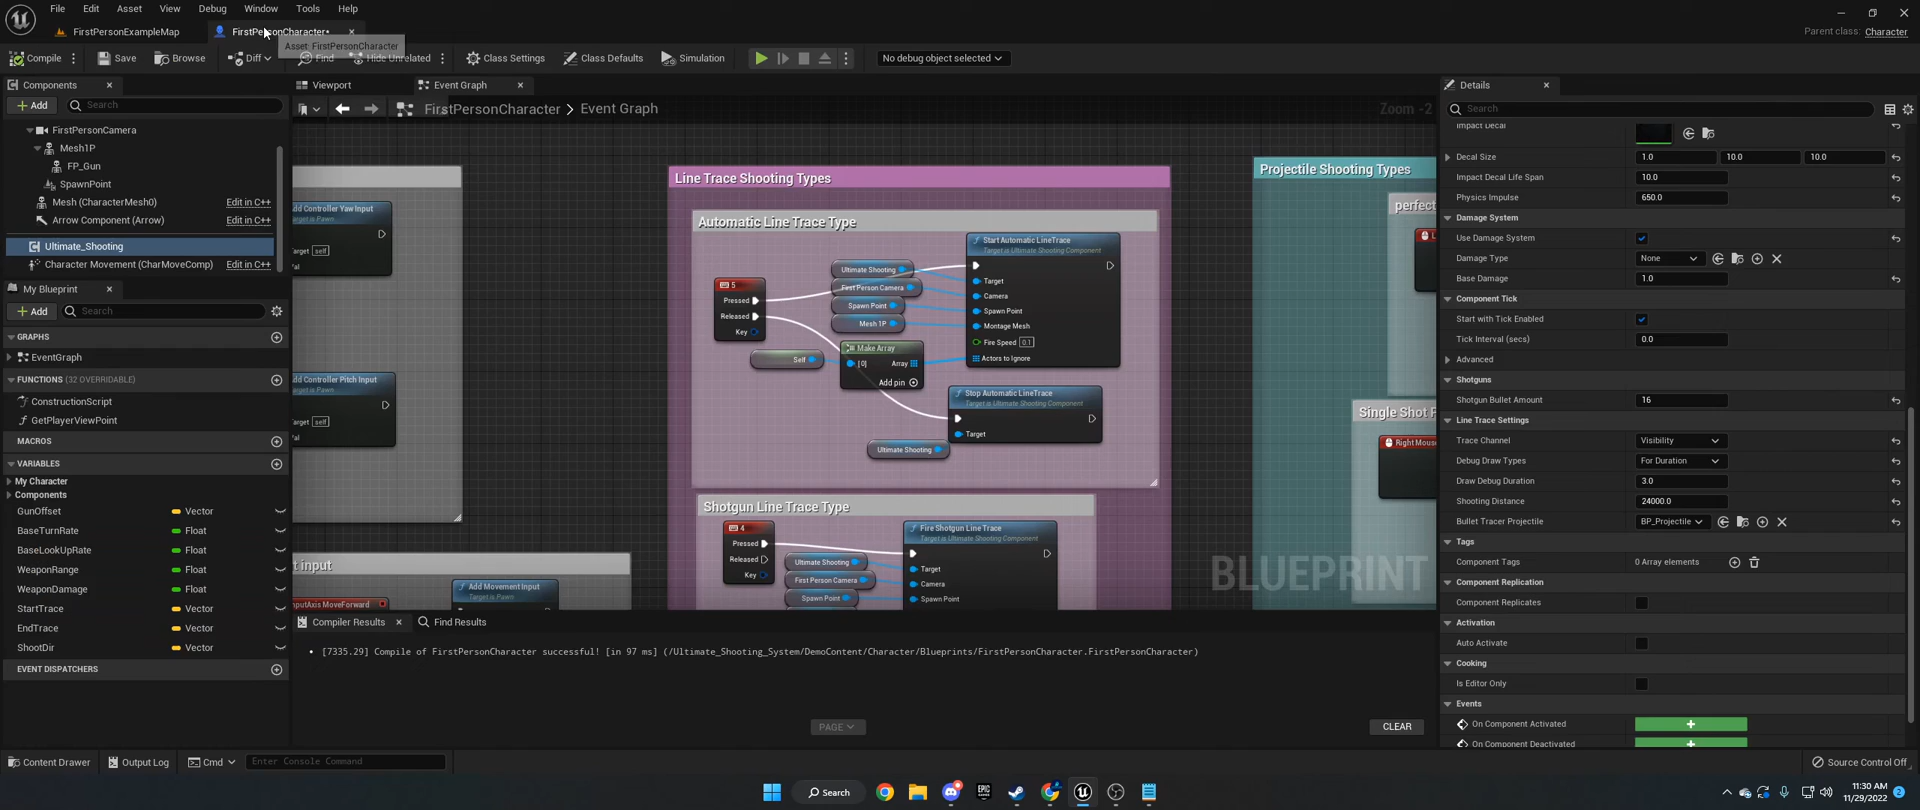 File Edit Asset View Debug Window Tools Help
FirstPersonExampleMap
FirstPersonCharacter•
Parent class: Character
Asset: FirstPersonCharacter
Compile Save Browse Diff Find Hide Unrelated Class Settings Class Defaults Simulation No debug object selected
Components
Add Search
FirstPersonCamera
Mesh1P
FP_Gun
SpawnPoint
Mesh (CharacterMesh0) Edit in C++
Arrow Component (Arrow) Edit in C++
Ultimate_Shooting
Character Movement (CharMoveComp) Edit in C++
My Blueprint
Add Search
GRAPHS
EventGraph
FUNCTIONS (32 OVERRIDABLE)
ConstructionScript
GetPlayerViewPoint
MACROS
VARIABLES
My Character
Components
GunOffset Vector
BaseTurnRate Float
BaseLookUpRate Float
WeaponRange Float
WeaponDamage Float
StartTrace Vector
EndTrace Vector
ShootDir Vector
EVENT DISPATCHERS
Viewport
Event Graph
FirstPersonCharacter > Event Graph
Zoom -2
dd Controller Yaw Input
Target is Pawn
Target self
Val
dd Controller Pitch Input
Target is Pawn
Target self
Val
t input
InputAxis MoveForward
Add Movement Input
Target is Pawn
Line Trace Shooting Types
Automatic Line Trace Type
5
Pressed
Released
Key
Ultimate Shooting
First Person Camera
Spawn Point
Mesh 1P
Self
Make Array
[0] Array
Add pin
Start Automatic LineTrace
Target is Ultimate Shooting Component
Target
Camera
Spawn Point
Montage Mesh
Fire Speed 0.1
Actors to Ignore
Stop Automatic LineTrace
Target is Ultimate Shooting Component
Target
Ultimate Shooting
Shotgun Line Trace Type
4
Pressed
Released
Key
Ultimate Shooting
First Person Camera
Spawn Point
Fire Shotgun Line Trace
Target is Ultimate Shooting Component
Target
Camera
Spawn Point
Projectile Shooting Types
perfect
L
Single Shot P
Right Mouse
BLUEPRINT
Compiler Results
Find Results
• [7335.29] Compile of FirstPersonCharacter successful! [in 97 ms] (/Ultimate_Shooting_System/DemoContent/Character/Blueprints/FirstPersonCharacter.FirstPersonCharacter)
PAGE
CLEAR
Details
Search
Impact Decal
Decal Size 1.0 10.0 10.0
Impact Decal Life Span 10.0
Physics Impulse 650.0
Damage System
Use Damage System
Damage Type None
Base Damage 1.0
Component Tick
Start with Tick Enabled
Tick Interval (secs) 0.0
Advanced
Shotguns
Shotgun Bullet Amount 16
Line Trace Settings
Trace Channel Visibility
Debug Draw Types For Duration
Draw Debug Duration 3.0
Shooting Distance 24000.0
Bullet Tracer Projectile BP_Projectile
Tags
Component Tags 0 Array elements
Component Replication
Component Replicates
Activation
Auto Activate
Cooking
Is Editor Only
Events
On Component Activated
On Component Deactivated
Content Drawer Output Log Cmd Enter Console Command
Source Control Off
Search
11:30 AM
11/29/2022
2